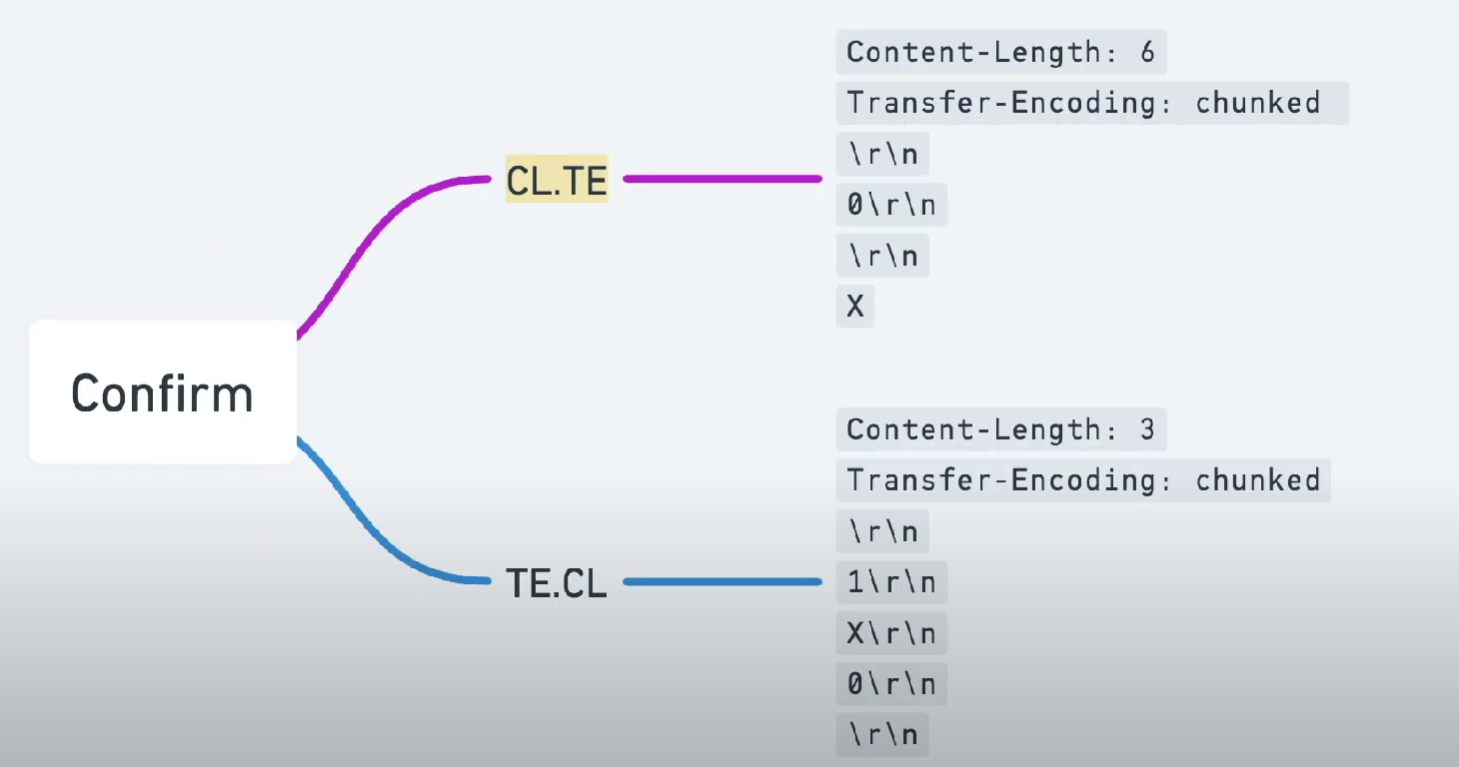 Confirm
CL.TE
Content-Length: 6
Transfer-Encoding: chunked
\r\n
0\r\n
\r\n
X
TE.CL
Content-Length: 3
Transfer-Encoding: chunked
\r\n
1\r\n
X\r\n
0\r\n
\r\n